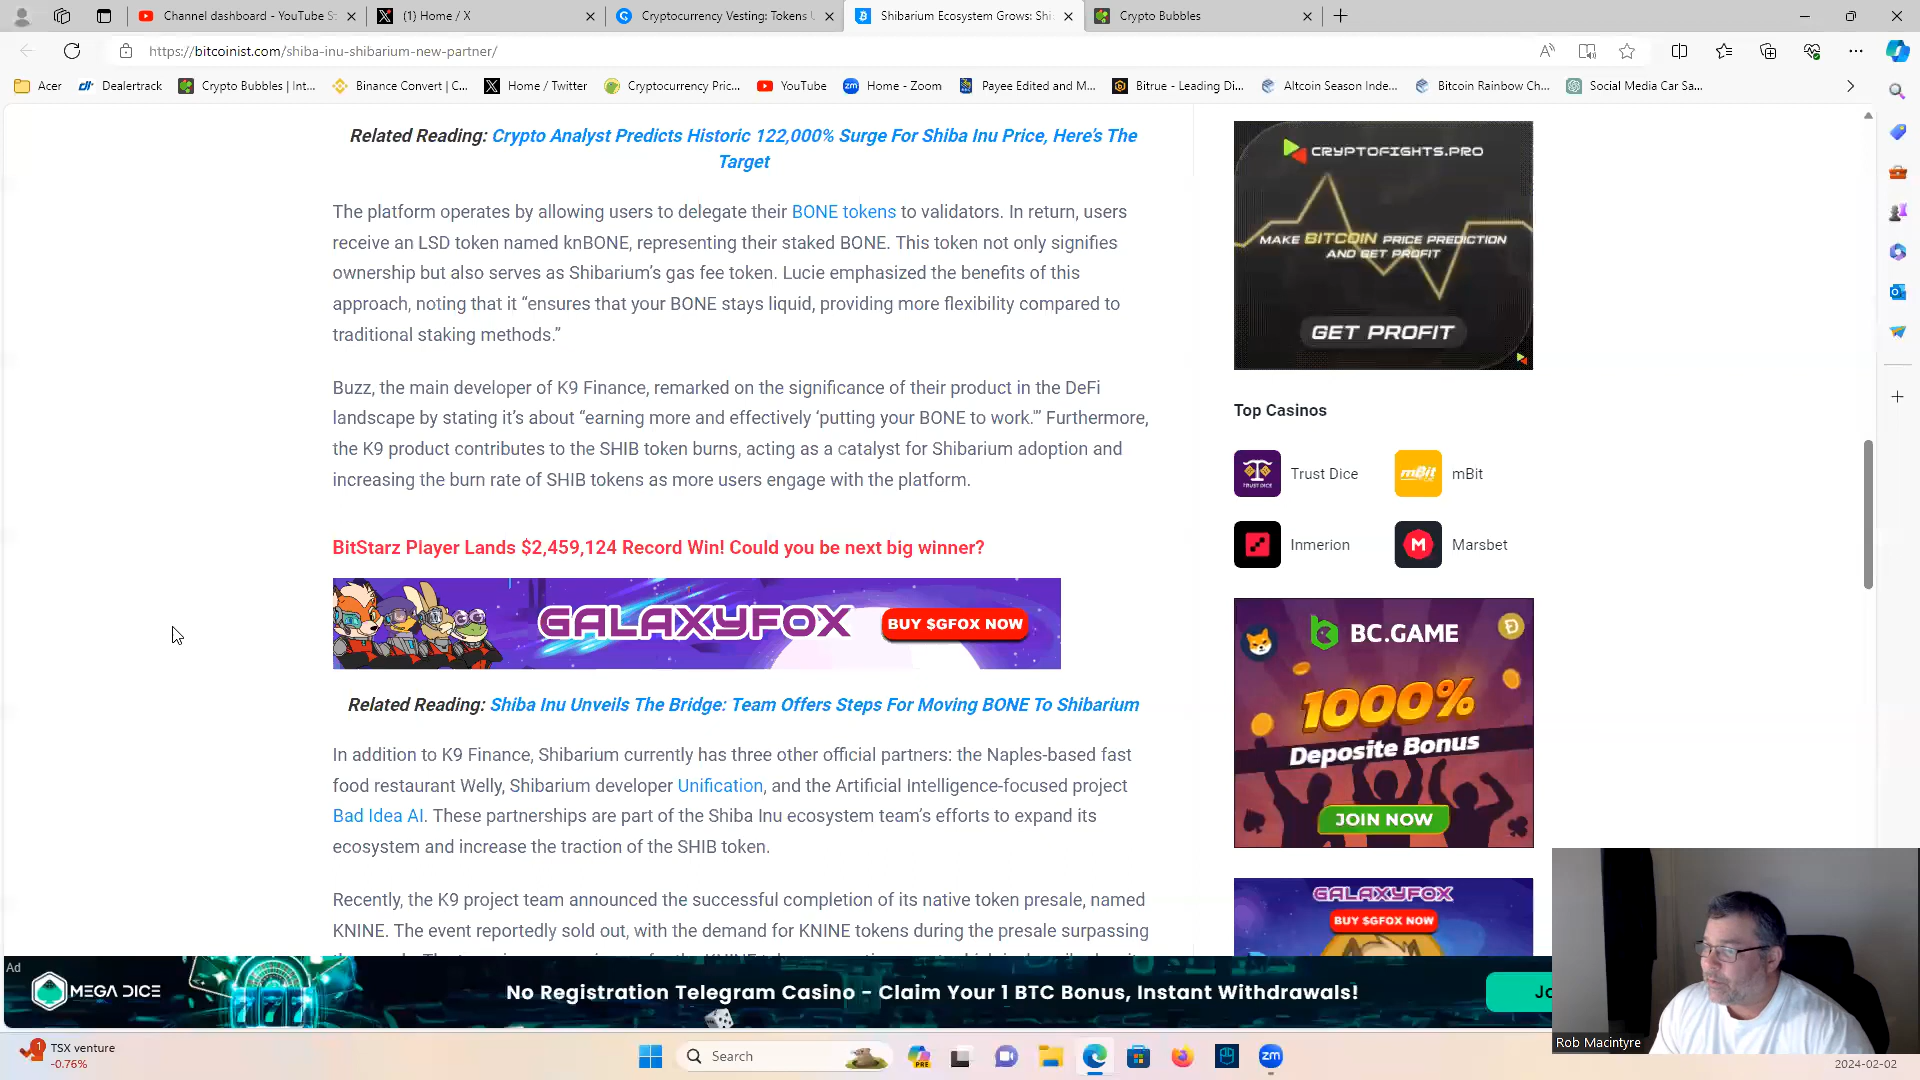 Channel dashboard - YouTube S
(1) Home / X
Cryptocurrency Vesting: Tokens U
Shibarium Ecosystem Grows: Shi
Crypto Bubbles
https://bitcoinist.com/shiba-inu-shibarium-new-partner/
Acer
Dealertrack
Crypto Bubbles | Int...
Binance Convert | C...
Home / Twitter
Cryptocurrency Pric...
YouTube
Home - Zoom
Payee Edited and M...
Bitrue - Leading Di...
Altcoin Season Inde...
Bitcoin Rainbow Ch...
Social Media Car Sa...
Related Reading: Crypto Analyst Predicts Historic 122,000% Surge For Shiba Inu Price, Here's The
Target
The platform operates by allowing users to delegate their BONE tokens to validators. In return, users
receive an LSD token named knBONE, representing their staked BONE. This token not only signifies
ownership but also serves as Shibarium's gas fee token. Lucie emphasized the benefits of this
approach, noting that it “ensures that your BONE stays liquid, providing more flexibility compared to
traditional staking methods.”
Buzz, the main developer of K9 Finance, remarked on the significance of their product in the DeFi
landscape by stating it's about “earning more and effectively ‘putting your BONE to work.’” Furthermore,
the K9 product contributes to the SHIB token burns, acting as a catalyst for Shibarium adoption and
increasing the burn rate of SHIB tokens as more users engage with the platform.
BitStarz Player Lands $2,459,124 Record Win! Could you be next big winner?
GALAXYFOX
BUY $GFOX NOW
Related Reading: Shiba Inu Unveils The Bridge: Team Offers Steps For Moving BONE To Shibarium
In addition to K9 Finance, Shibarium currently has three other official partners: the Naples-based fast
food restaurant Welly, Shibarium developer Unification, and the Artificial Intelligence-focused project
Bad Idea AI. These partnerships are part of the Shiba Inu ecosystem team's efforts to expand its
ecosystem and increase the traction of the SHIB token.
Recently, the K9 project team announced the successful completion of its native token presale, named
KNINE. The event reportedly sold out, with the demand for KNINE tokens during the presale surpassing
CRYPTOFIGHTS.PRO
MAKE BITCOIN PRICE PREDICTION
AND GET PROFIT
GET PROFIT
Top Casinos
TRUST DICE
Trust Dice
mBit
mBit
Inmerion
M
Marsbet
BC.GAME
1000%
Deposite Bonus
JOIN NOW
GALAXYFOX
BUY $GFOX NOW
Ad
MEGA DICE
777
No Registration Telegram Casino - Claim Your 1 BTC Bonus, Instant Withdrawals!
Jo
Rob Macintyre
1
TSX venture
-0.76%
Search
PRE
zm
2024-02-02